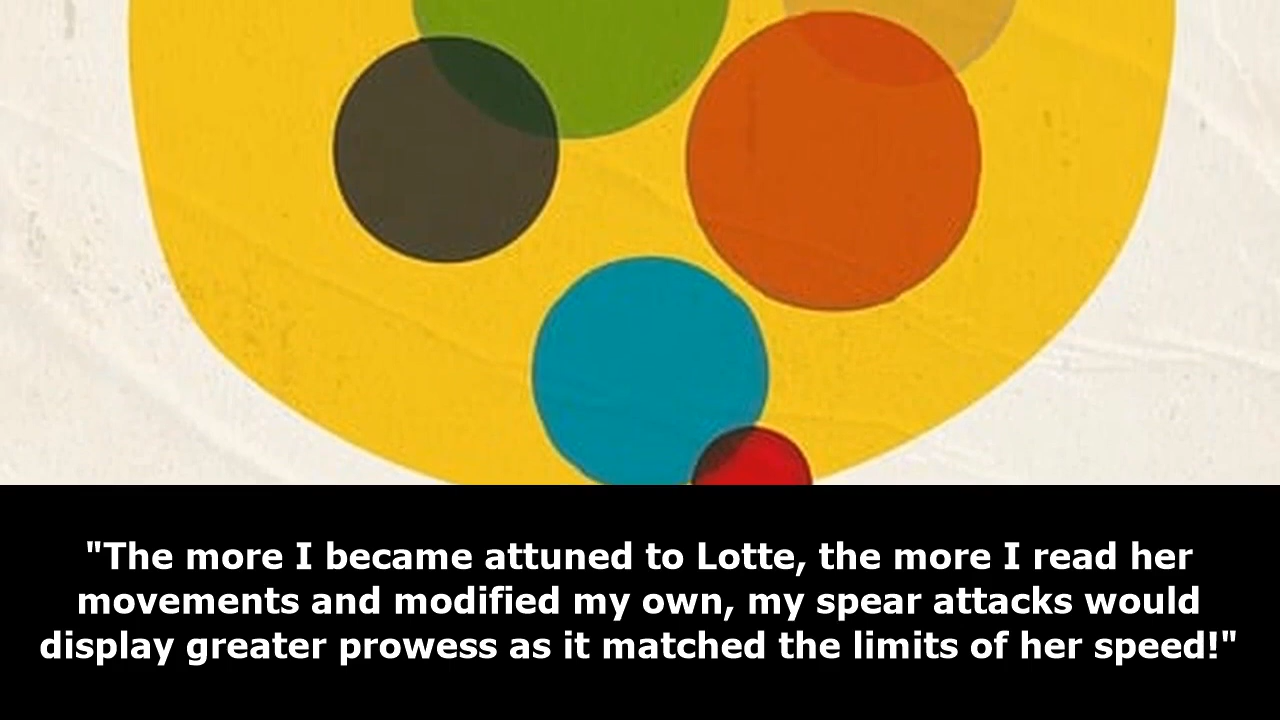 "The more I became attuned to Lotte, the more I read her
movements and modified my own, my spear attacks would
display greater prowess as it matched the limits of her speed!"